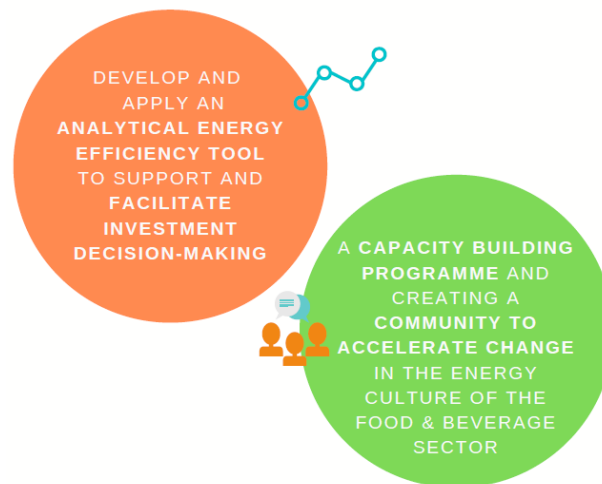 DEVELOP AND
APPLY AN
ANALYTICAL ENERGY
EFFICIENCY TOOL
TO SUPPORT AND
FACILITATE
INVESTMENT
DECISION-MAKING
A CAPACITY BUILDING
PROGRAMME AND
CREATING A
COMMUNITY TO
ACCELERATE CHANGE
IN THE ENERGY
CULTURE OF THE
FOOD & BEVERAGE
SECTOR